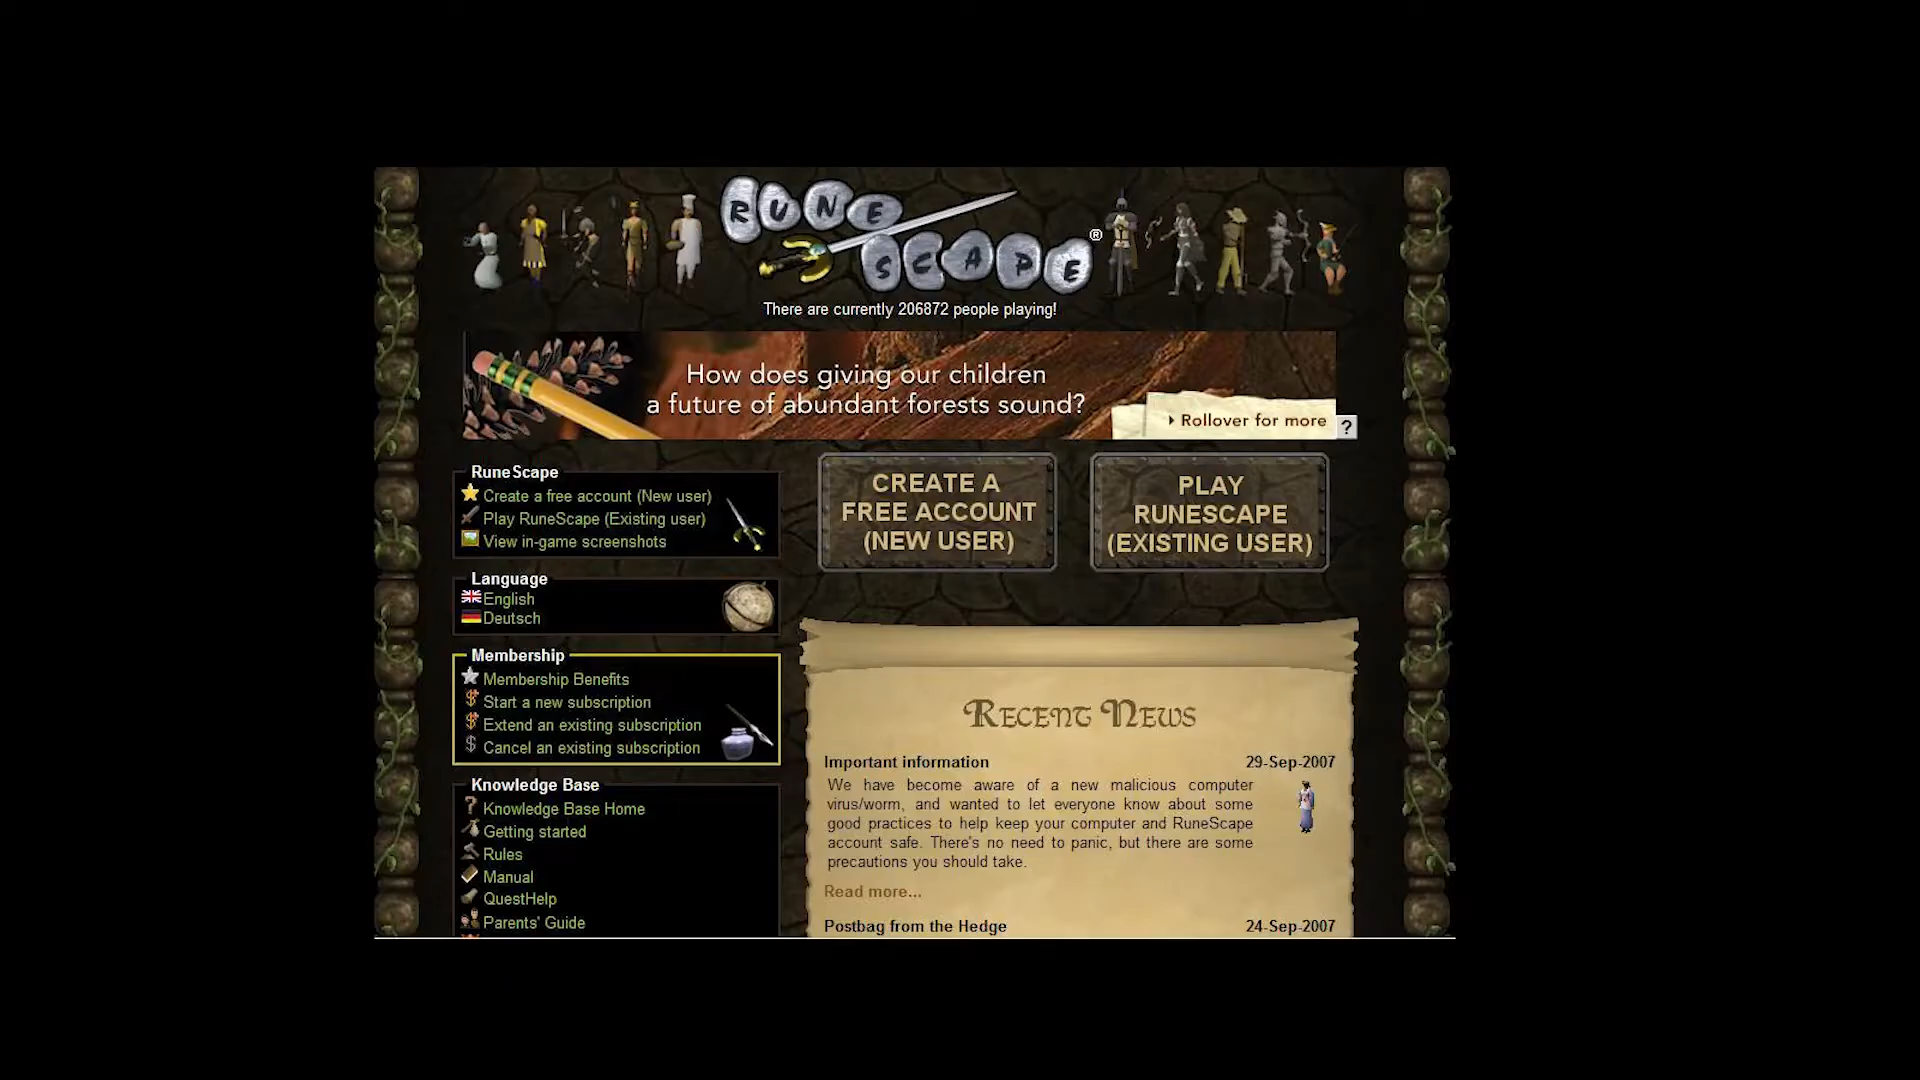 RUNE
SCAPE®
There are currently 206872 people playing!
How does giving our children
a future of abundant forests sound?
Rollover for more
?
RuneScape
Create a free account (New user)
Play RuneScape (Existing user)
View in-game screenshots
Language
English
Deutsch
Membership
Membership Benefits
Start a new subscription
Extend an existing subscription
Cancel an existing subscription
Knowledge Base
Knowledge Base Home
Getting started
Rules
Manual
QuestHelp
Parents' Guide
CREATE A
FREE ACCOUNT
(NEW USER)
PLAY
RUNESCAPE
(EXISTING USER)
Recent News
Important information 29-Sep-2007
We have become aware of a new malicious computer
virus/worm, and wanted to let everyone know about some
good practices to help keep your computer and RuneScape
account safe. There's no need to panic, but there are some
precautions you should take.
Read more...
Postbag from the Hedge 24-Sep-2007